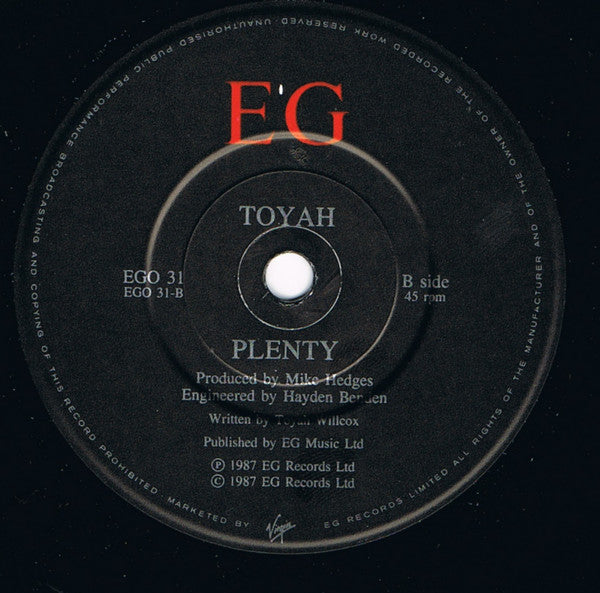 E'G
TOYAH
EGO 31
EGO 31-B
B side
45 rpm
PLENTY
Produced by Mike Hedges
Engineered by Hayden Benden
Written by Toyah Willcox
Published by EG Music Ltd
Ⓟ 1987 EG Records Ltd
© 1987 EG Records Ltd
MARKETED BY Virgin EG RECORDS LIMITED ALL RIGHTS OF THE MANUFACTURER AND OF THE OWNER OF THE RECORDED WORK RESERVED UNAUTHORISED PUBLIC PERFORMANCE BROADCASTING AND COPYING OF THIS RECORD PROHIBITED.